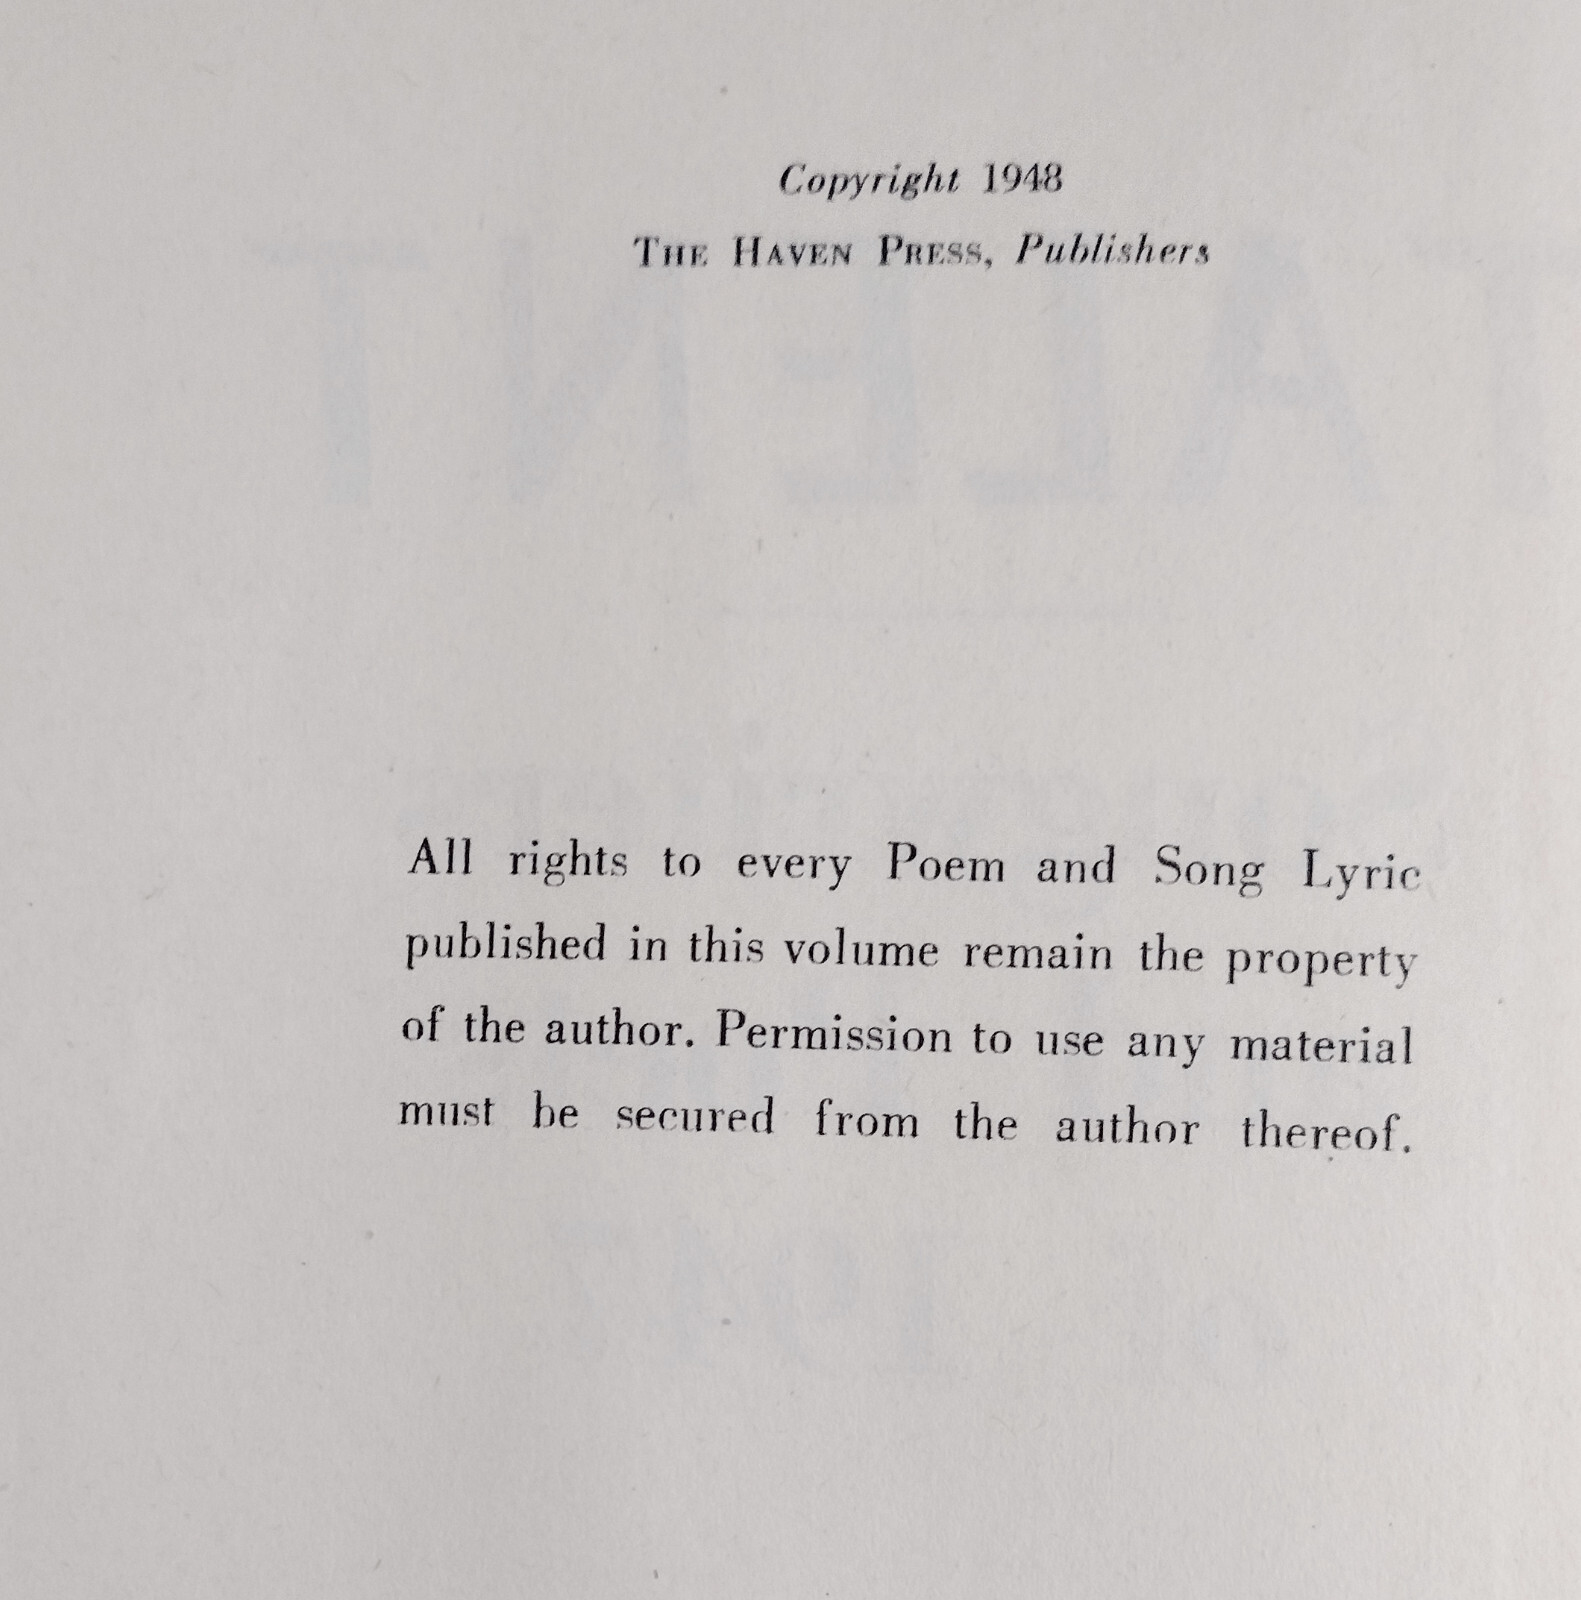 Copyright 1948
THE HAVEN PRESS, Publishers
All rights to every Poem and Song Lyric
published in this volume remain the property
of the author. Permission to use any material
must be secured from the author thereof.